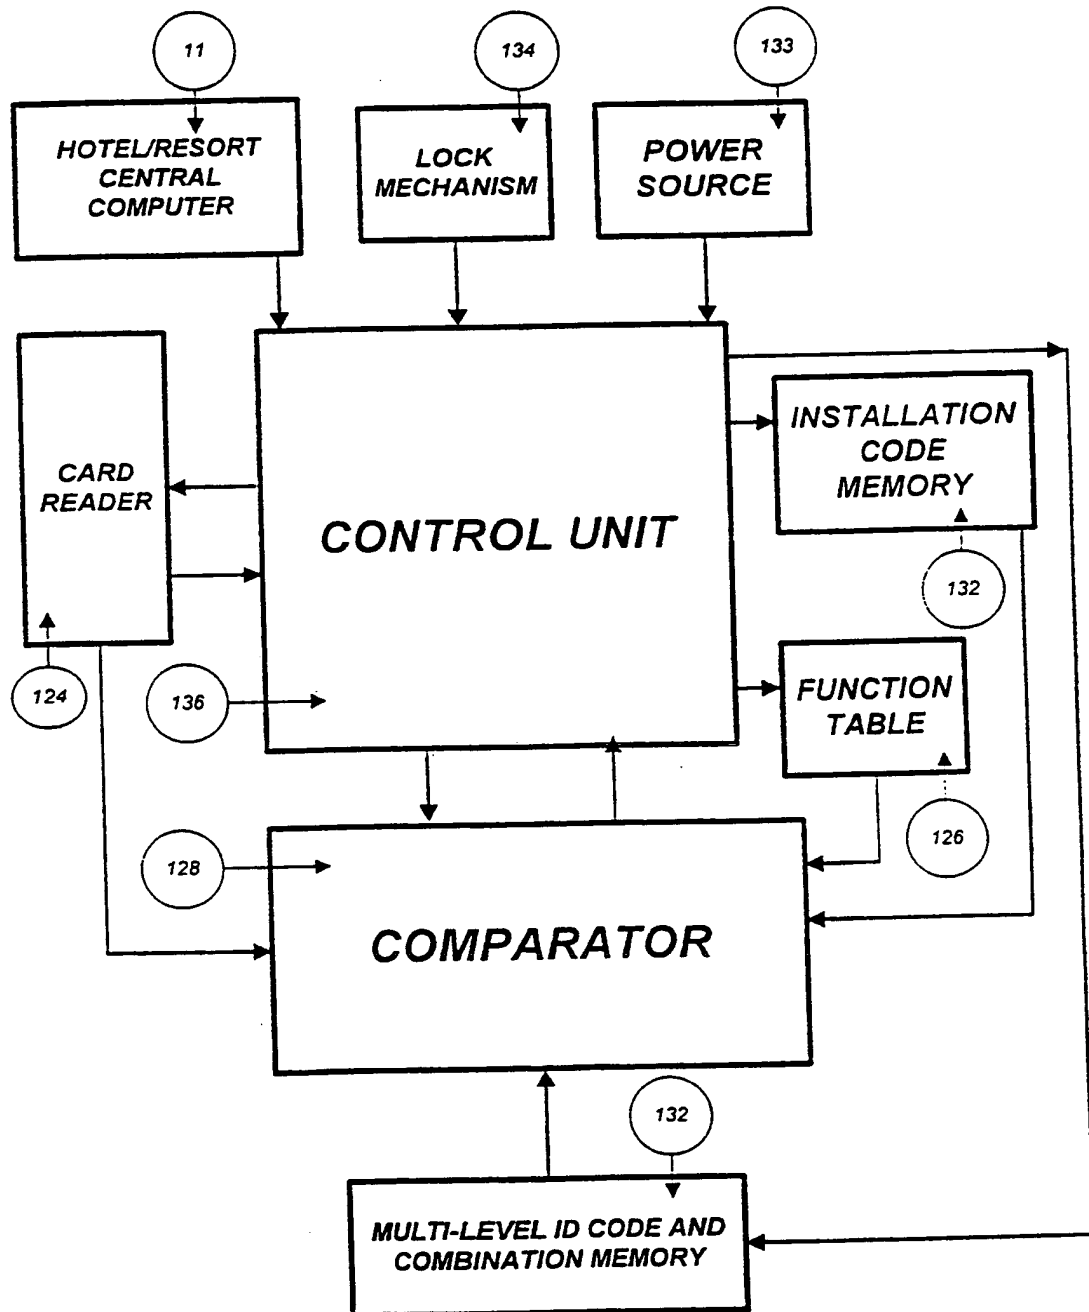 11
134
133
HOTEL/RESORT
CENTRAL
COMPUTER
LOCK
MECHANISM
POWER
SOURCE
CARD
READER
CONTROL UNIT
INSTALLATION
CODE
MEMORY
132
124
136
FUNCTION
TABLE
126
128
COMPARATOR
132
MULTI-LEVEL ID CODE AND
COMBINATION MEMORY